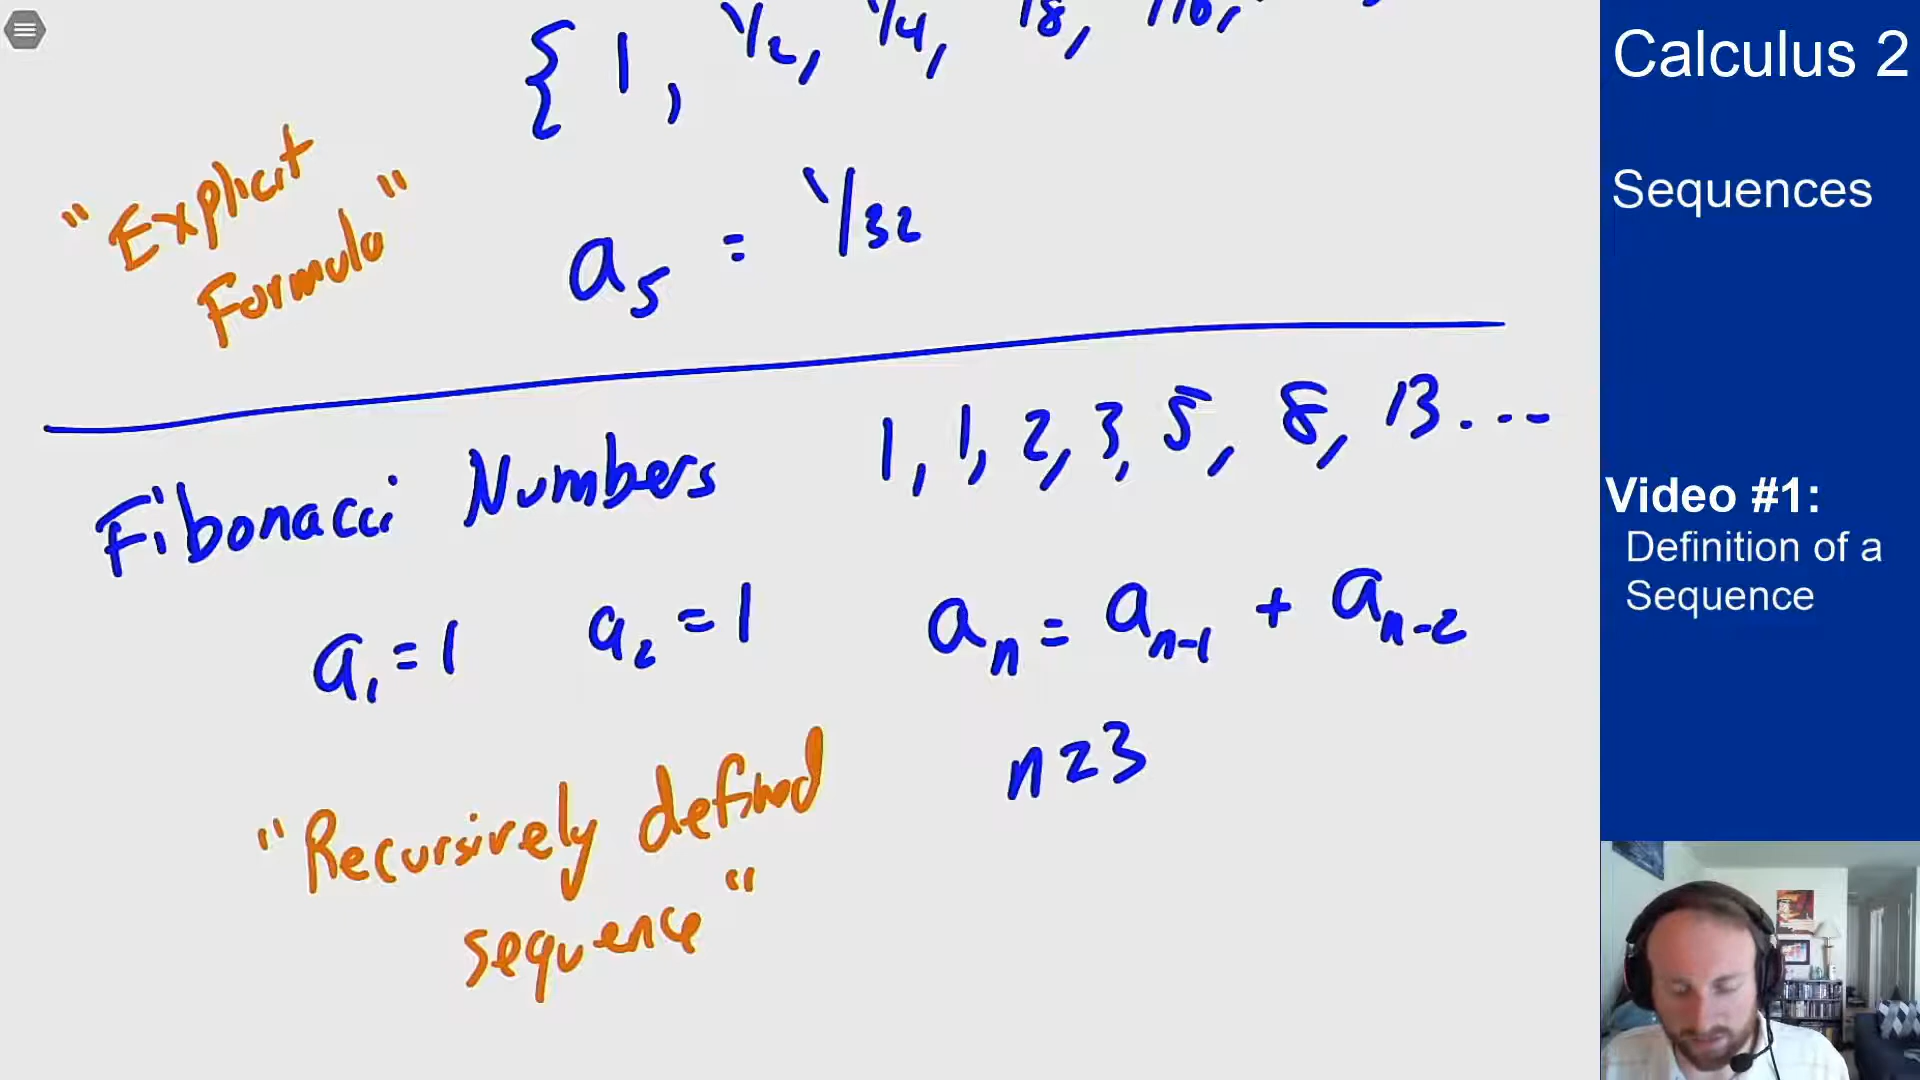 { 1, 1/2, 1/4, 1/8, 1/16,
"Explicit
Formula"
a₅ = 1/32
Fibonacci Numbers 1, 1, 2, 3, 5, 8, 13...
a₁=1 a₂=1 aₙ = aₙ₋₁ + aₙ₋₂
n≥3
"Recursively defined
sequence"
Calculus 2
Sequences
Video #1:
Definition of a
Sequence